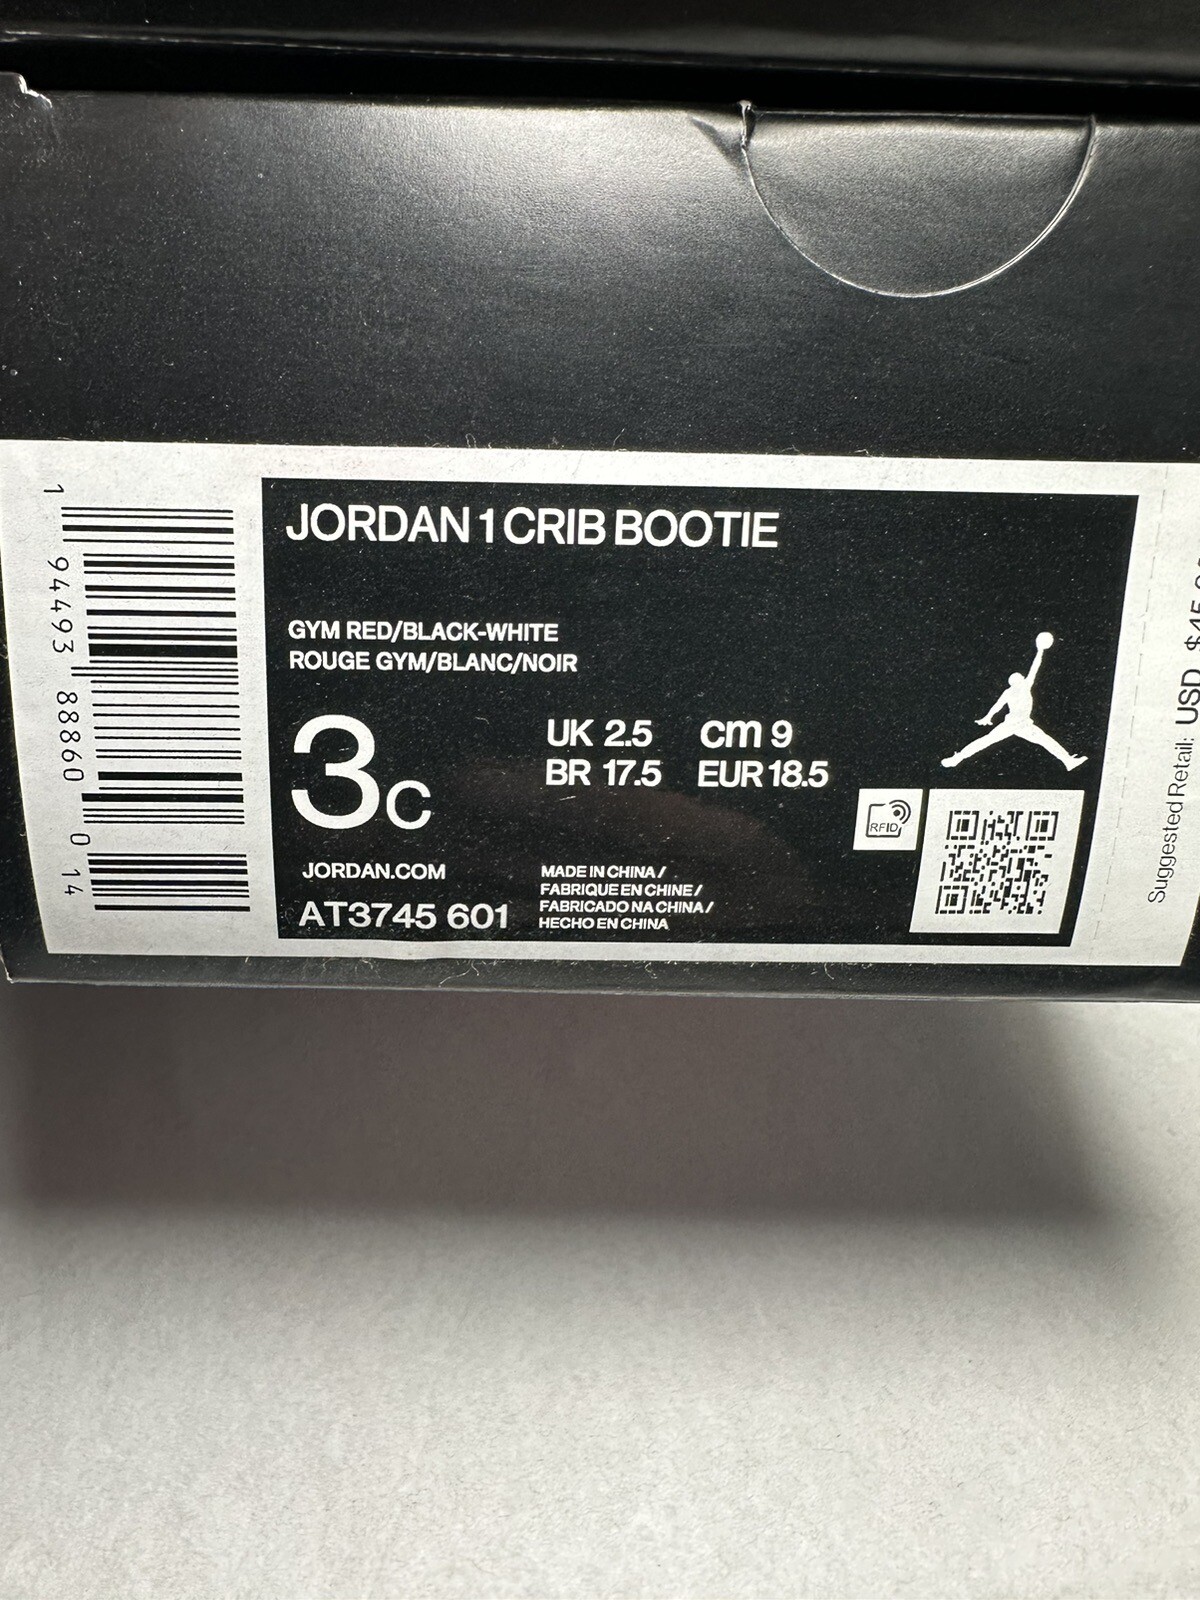 JORDAN 1 CRIB BOOTIE
GYM RED/BLACK-WHITE
ROUGE GYM/BLANC/NOIR
3C
UK 2.5 cm 9
BR 17.5 EUR 18.5
JORDAN.COM
AT3745 601
MADE IN CHINA /
FABRIQUE EN CHINE /
FABRICADO NA CHINA /
HECHO EN CHINA
RFID
1 94493 88860 0 14
Suggested Retail: USD